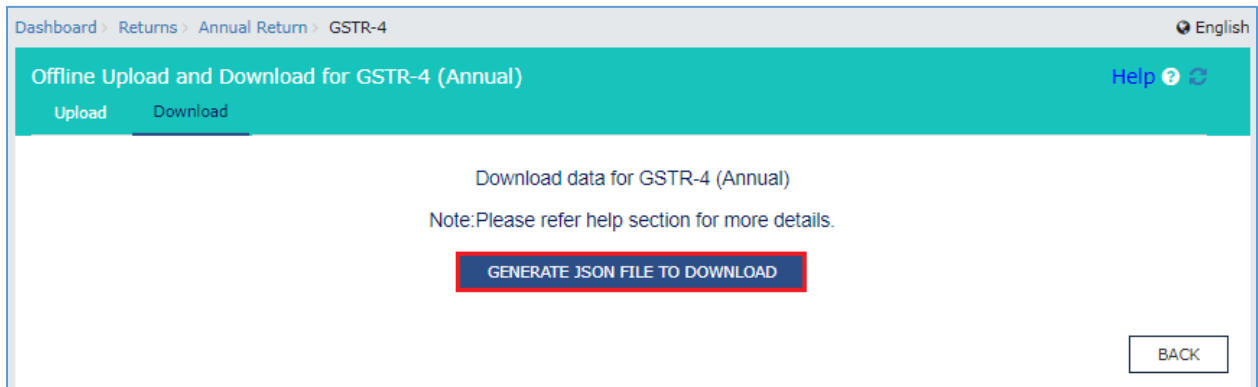 Dashboard > Returns > Annual Return > GSTR-4 English
Offline Upload and Download for GSTR-4 (Annual) Help ?
Upload Download
Download data for GSTR-4 (Annual)
Note:Please refer help section for more details.
GENERATE JSON FILE TO DOWNLOAD
BACK